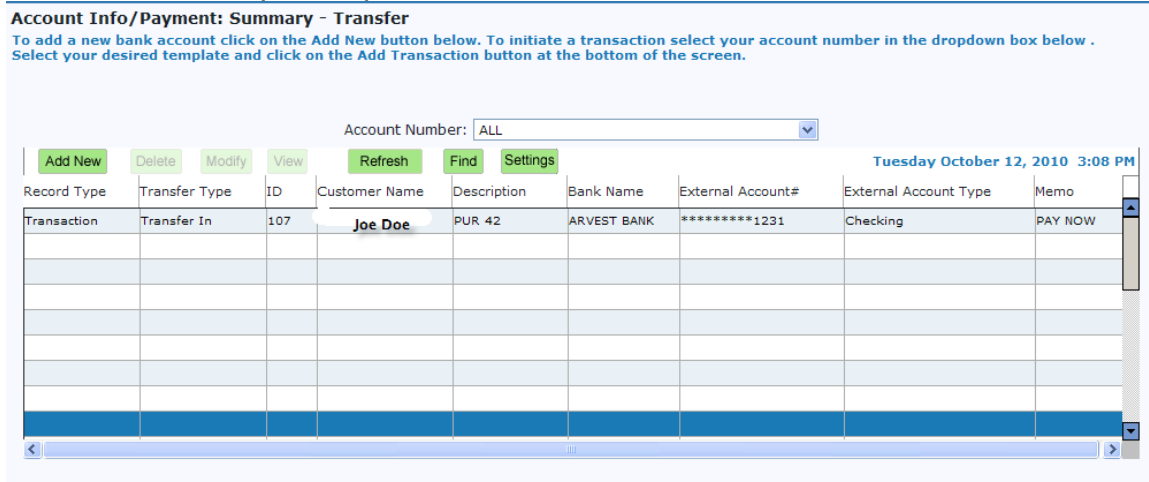 Account Info/Payment: Summary - Transfer
To add a new bank account click on the Add New button below. To initiate a transaction select your account number in the dropdown box below .
Select your desired template and click on the Add Transaction button at the bottom of the screen.
Account Number: ALL
Add New Delete Modify View Refresh Find Settings Tuesday October 12, 2010 3:08 PM
Record Type Transfer Type ID Customer Name Description Bank Name External Account# External Account Type Memo
Transaction Transfer In 107 Joe Doe PUR 42 ARVEST BANK *********1231 Checking PAY NOW